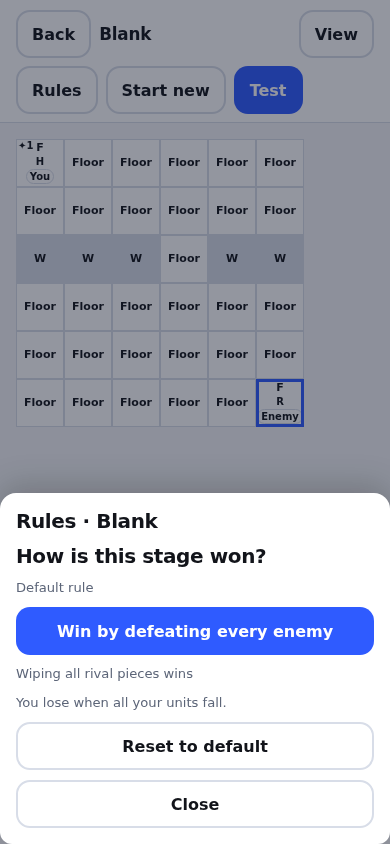 Back Blank View
Rules Start new Test
✦1 F
H
You Floor Floor Floor Floor Floor
Floor Floor Floor Floor Floor Floor
W W W Floor W W
Floor Floor Floor Floor Floor Floor
Floor Floor Floor Floor Floor Floor
Floor Floor Floor Floor Floor F
R
Enemy
Rules · Blank
How is this stage won?
Default rule
Win by defeating every enemy
Wiping all rival pieces wins
You lose when all your units fall.
Reset to default
Close